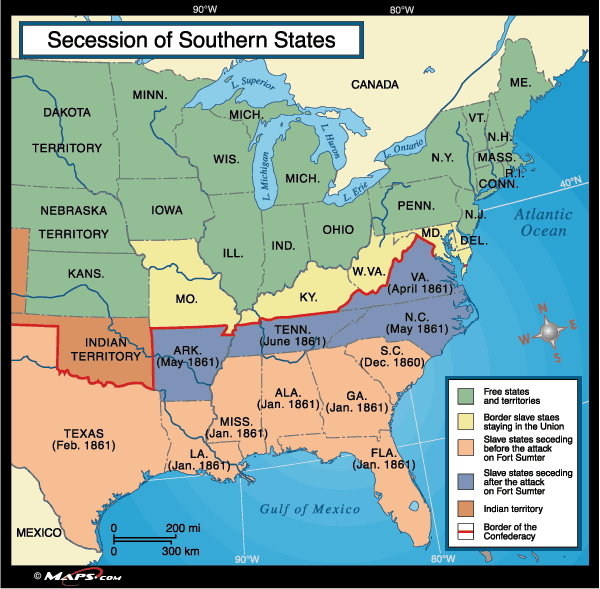 90°W
80°W
Secession of Southern States
CANADA
L. Superior
L. Michigan
L. Huron
L. Erie
L. Ontario
DAKOTA
TERRITORY
MINN.
MICH.
WIS.
MICH.
ME.
VT.
N.H.
MASS.
R.I.
CONN.
N.Y.
NEBRASKA
TERRITORY
IOWA
ILL.
IND.
OHIO
PENN.
N.J.
MD.
DEL.
40°N
Atlantic
Ocean
KANS.
MO.
KY.
W.VA.
VA.
(April 1861)
N.C.
(May 1861)
TENN.
(June 1861)
INDIAN
TERRITORY
ARK.
(May 1861)
S.C.
(Dec. 1860)
ALA.
(Jan. 1861)
GA.
(Jan. 1861)
MISS.
(Jan. 1861)
TEXAS
(Feb. 1861)
LA.
(Jan. 1861)
FLA.
(Jan. 1861)
N
W E
S
Gulf of Mexico
MEXICO
0 200 mi
0 300 km
90°W
80°W
Free states
and territories
Border slave staes
staying in the Union
Slave states seceding
before the attack
on Fort Sumter
Slave states seceding
after the attack
on Fort Sumter
Indian territory
Border of the
Confederacy
© MAPS.COM